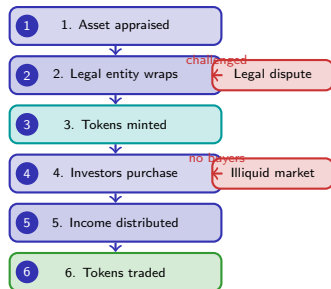 1 1. Asset appraised
challenged
2 2. Legal entity wraps Legal dispute
3 3. Tokens minted
no buyers
4 4. Investors purchase Illiquid market
5 5. Income distributed
6 6. Tokens traded